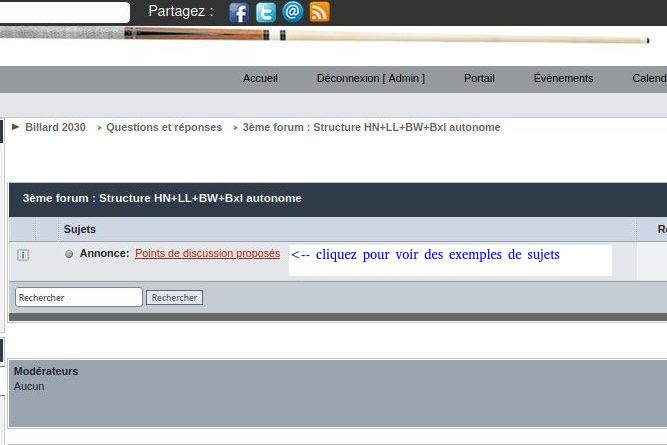 Partagez :
Accueil Déconnexion [ Admin ] Portail Évènements Calend
Billard 2030 > Questions et réponses > 3ème forum : Structure HN+LL+BW+Bxl autonome
3ème forum : Structure HN+LL+BW+Bxl autonome
Sujets
Annonce: Points de discussion proposés <-- cliquez pour voir des exemples de sujets
Rechercher Rechercher
Modérateurs
Aucun